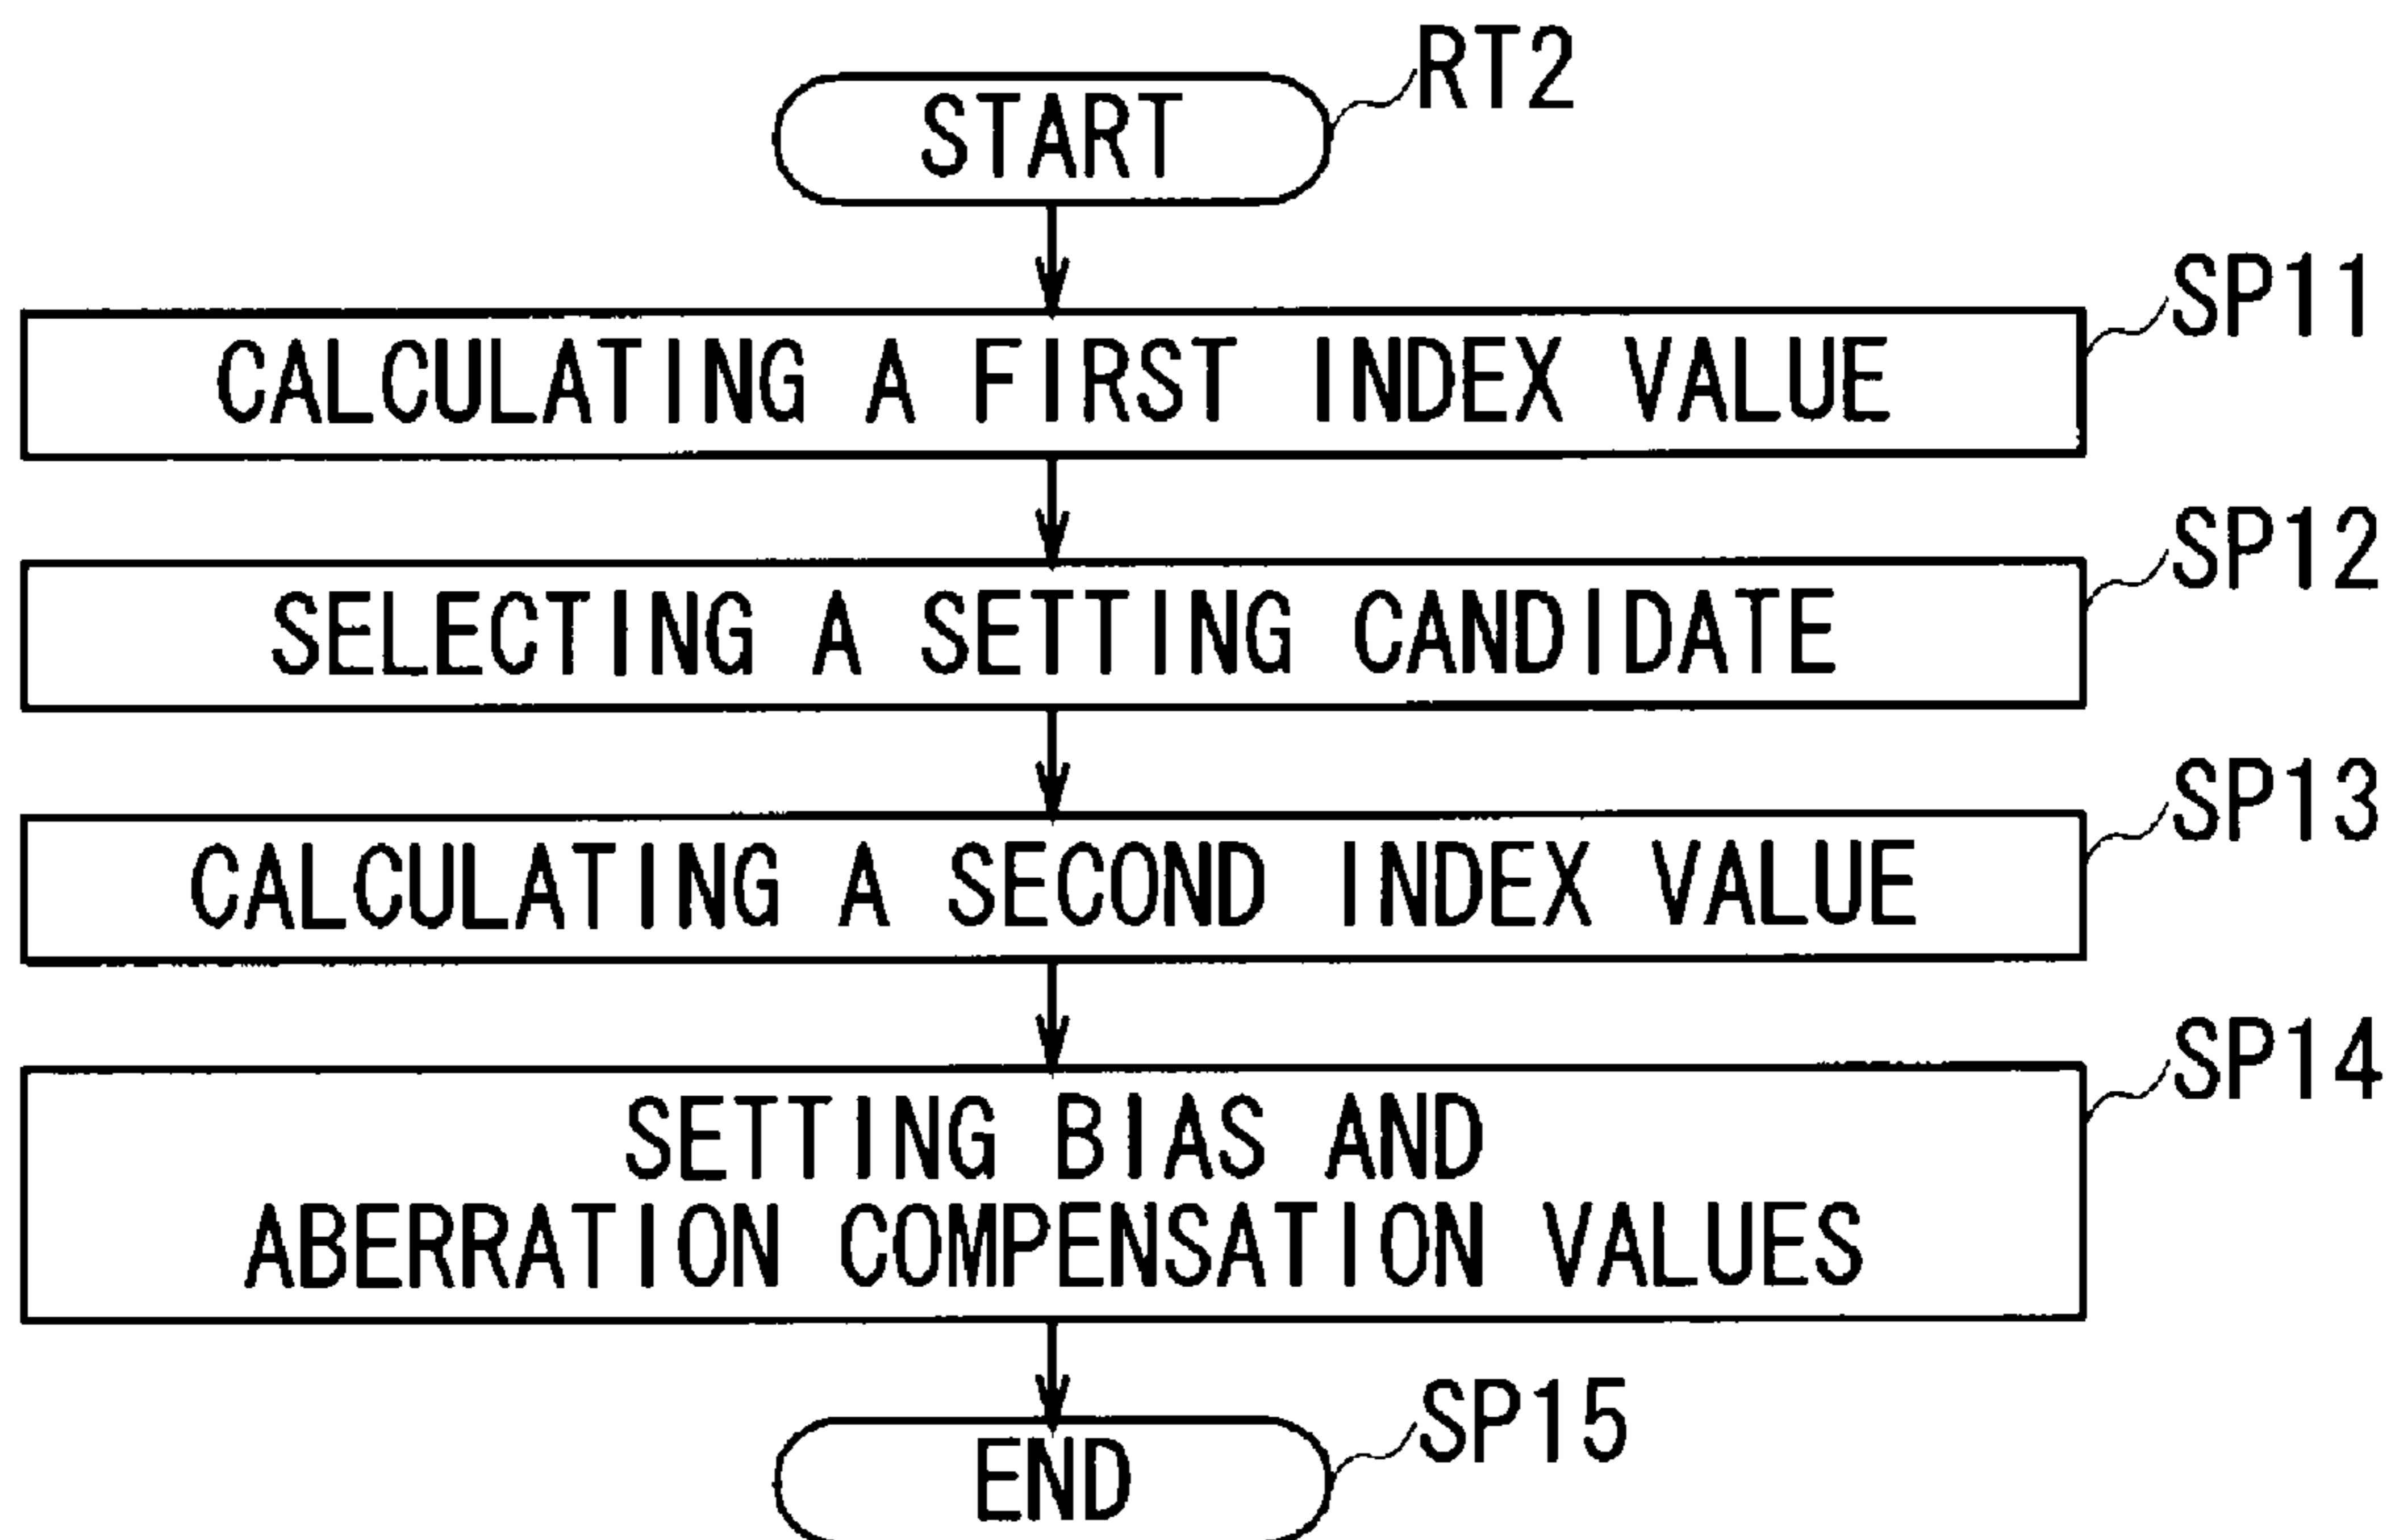 RT2
START
SP11
CALCULATING A FIRST INDEX VALUE
SP12
SELECTING A SETTING CANDIDATE
SP13
CALCULATING A SECOND INDEX VALUE
SP14
SETTING BIAS AND
ABERRATION COMPENSATION VALUES
SP15
END